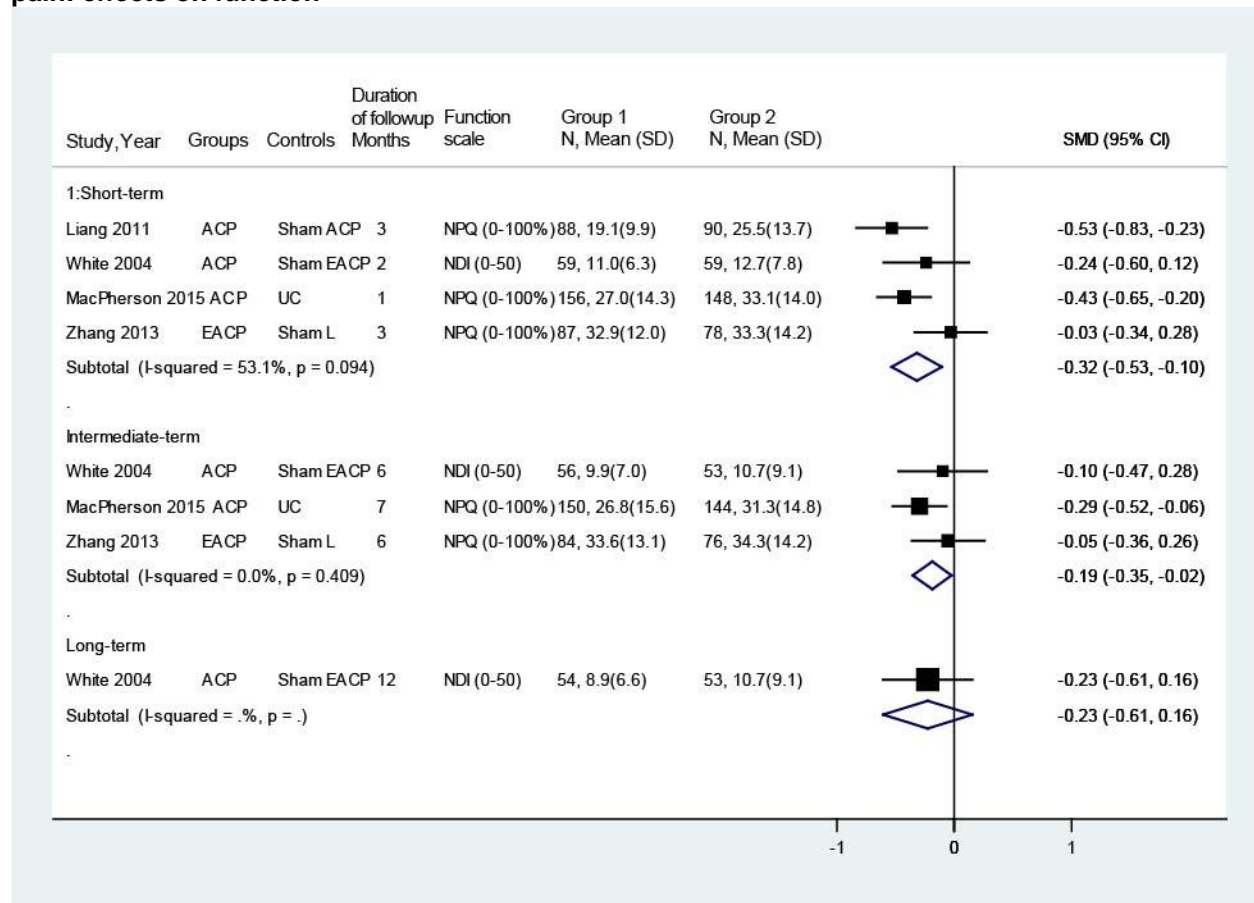 pain: effects on function
Duration
of followup Function Group 1 Group 2
Study,Year Groups Controls Months scale N, Mean (SD) N, Mean (SD) SMD (95% CI)
1:Short-term
Liang 2011 ACP Sham ACP 3 NPQ (0-100%) 88, 19.1(9.9) 90, 25.5(13.7) -0.53 (-0.83, -0.23)
White 2004 ACP Sham EACP 2 NDI (0-50) 59, 11.0(6.3) 59, 12.7(7.8) -0.24 (-0.60, 0.12)
MacPherson 2015 ACP UC 1 NPQ (0-100%) 156, 27.0(14.3) 148, 33.1(14.0) -0.43 (-0.65, -0.20)
Zhang 2013 EACP Sham L 3 NPQ (0-100%) 87, 32.9(12.0) 78, 33.3(14.2) -0.03 (-0.34, 0.28)
Subtotal (I-squared = 53.1%, p = 0.094) -0.32 (-0.53, -0.10)
.
Intermediate-term
White 2004 ACP Sham EACP 6 NDI (0-50) 56, 9.9(7.0) 53, 10.7(9.1) -0.10 (-0.47, 0.28)
MacPherson 2015 ACP UC 7 NPQ (0-100%) 150, 26.8(15.6) 144, 31.3(14.8) -0.29 (-0.52, -0.06)
Zhang 2013 EACP Sham L 6 NPQ (0-100%) 84, 33.6(13.1) 76, 34.3(14.2) -0.05 (-0.36, 0.26)
Subtotal (I-squared = 0.0%, p = 0.409) -0.19 (-0.35, -0.02)
.
Long-term
White 2004 ACP Sham EACP 12 NDI (0-50) 54, 8.9(6.6) 53, 10.7(9.1) -0.23 (-0.61, 0.16)
Subtotal (I-squared = .%, p = .) -0.23 (-0.61, 0.16)
.
-1 0 1